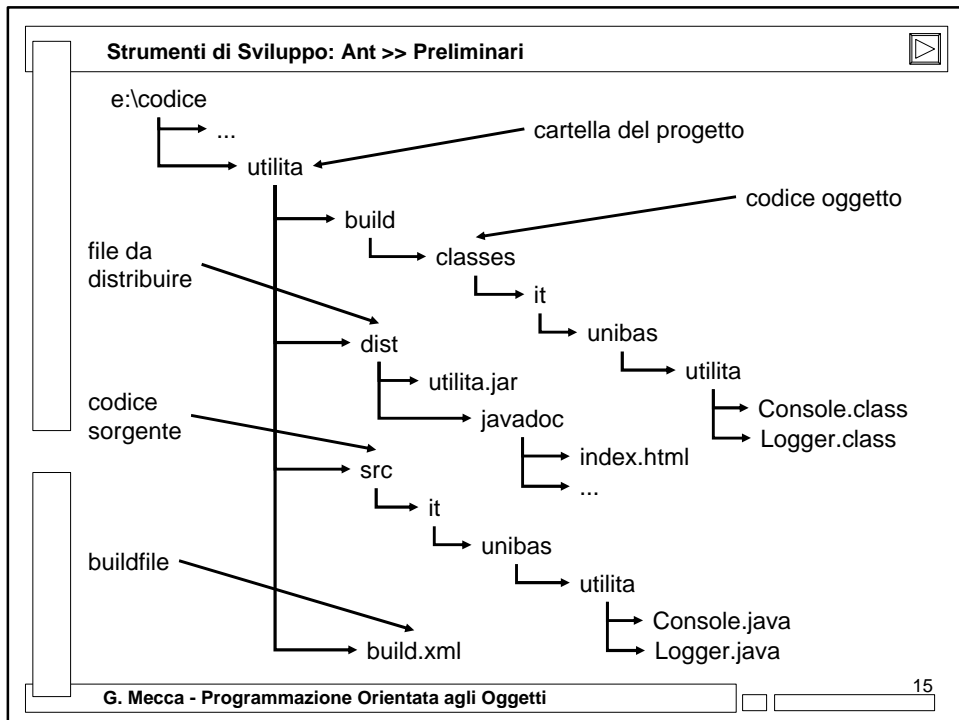 Strumenti di Sviluppo: Ant >> Preliminari
e:\codice
...
cartella del progetto
utilita
codice oggetto
build
file da
distribuire
classes
it
unibas
dist
utilita
utilita.jar
codice
sorgente
javadoc
Console.class
Logger.class
index.html
src
...
it
unibas
buildfile
utilita
Console.java
build.xml
Logger.java
G. Mecca - Programmazione Orientata agli Oggetti
15